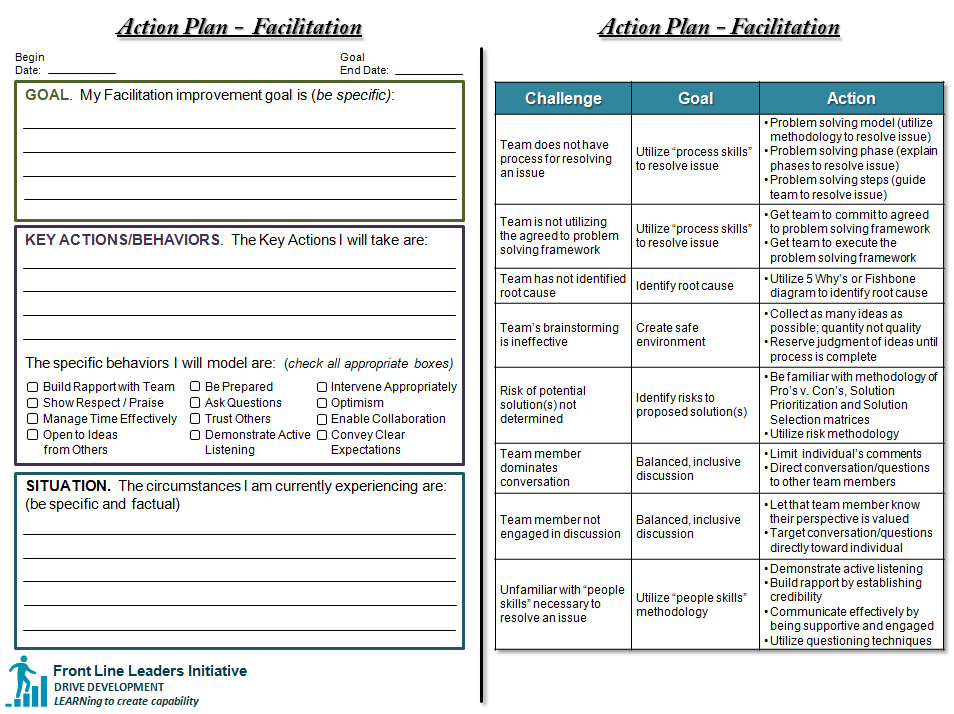 Action Plan – Facilitation
Begin
Date:
Goal
End Date:
GOAL. My Facilitation improvement goal is (be specific):
KEY ACTIONS/BEHAVIORS. The Key Actions I will take are:
The specific behaviors I will model are: (check all appropriate boxes)
Build Rapport with Team
Show Respect / Praise
Manage Time Effectively
Open to Ideas
from Others
Be Prepared
Ask Questions
Trust Others
Demonstrate Active
Listening
Intervene Appropriately
Optimism
Enable Collaboration
Convey Clear
Expectations
SITUATION. The circumstances I am currently experiencing are:
(be specific and factual)
Front Line Leaders Initiative
DRIVE DEVELOPMENT
LEARNing to create capability
Action Plan – Facilitation
Challenge
Goal
Action
Team does not have
process for resolving
an issue
Utilize “process skills”
to resolve issue
• Problem solving model (utilize
methodology to resolve issue)
• Problem solving phase (explain
phases to resolve issue)
• Problem solving steps (guide
team to resolve issue)
Team is not utilizing
the agreed to problem
solving framework
Utilize “process skills”
to resolve issue
• Get team to commit to agreed
to problem solving framework
• Get team to execute the
problem solving framework
Team has not identified
root cause
Identify root cause
• Utilize 5 Why’s or Fishbone
diagram to identify root cause
Team’s brainstorming
is ineffective
Create safe
environment
• Collect as many ideas as
possible; quantity not quality
• Reserve judgment of ideas until
process is complete
Risk of potential
solution(s) not
determined
Identify risks to
proposed solution(s)
• Be familiar with methodology of
Pro’s v. Con’s, Solution
Prioritization and Solution
Selection matrices
• Utilize risk methodology
Team member
dominates
conversation
Balanced, inclusive
discussion
• Limit individual’s comments
• Direct conversation/questions
to other team members
Team member not
engaged in discussion
Balanced, inclusive
discussion
• Let that team member know
their perspective is valued
• Target conversation/questions
directly toward individual
Unfamiliar with “people
skills” necessary to
resolve an issue
Utilize “people skills”
methodology
• Demonstrate active listening
• Build rapport by establishing
credibility
• Communicate effectively by
being supportive and engaged
• Utilize questioning techniques